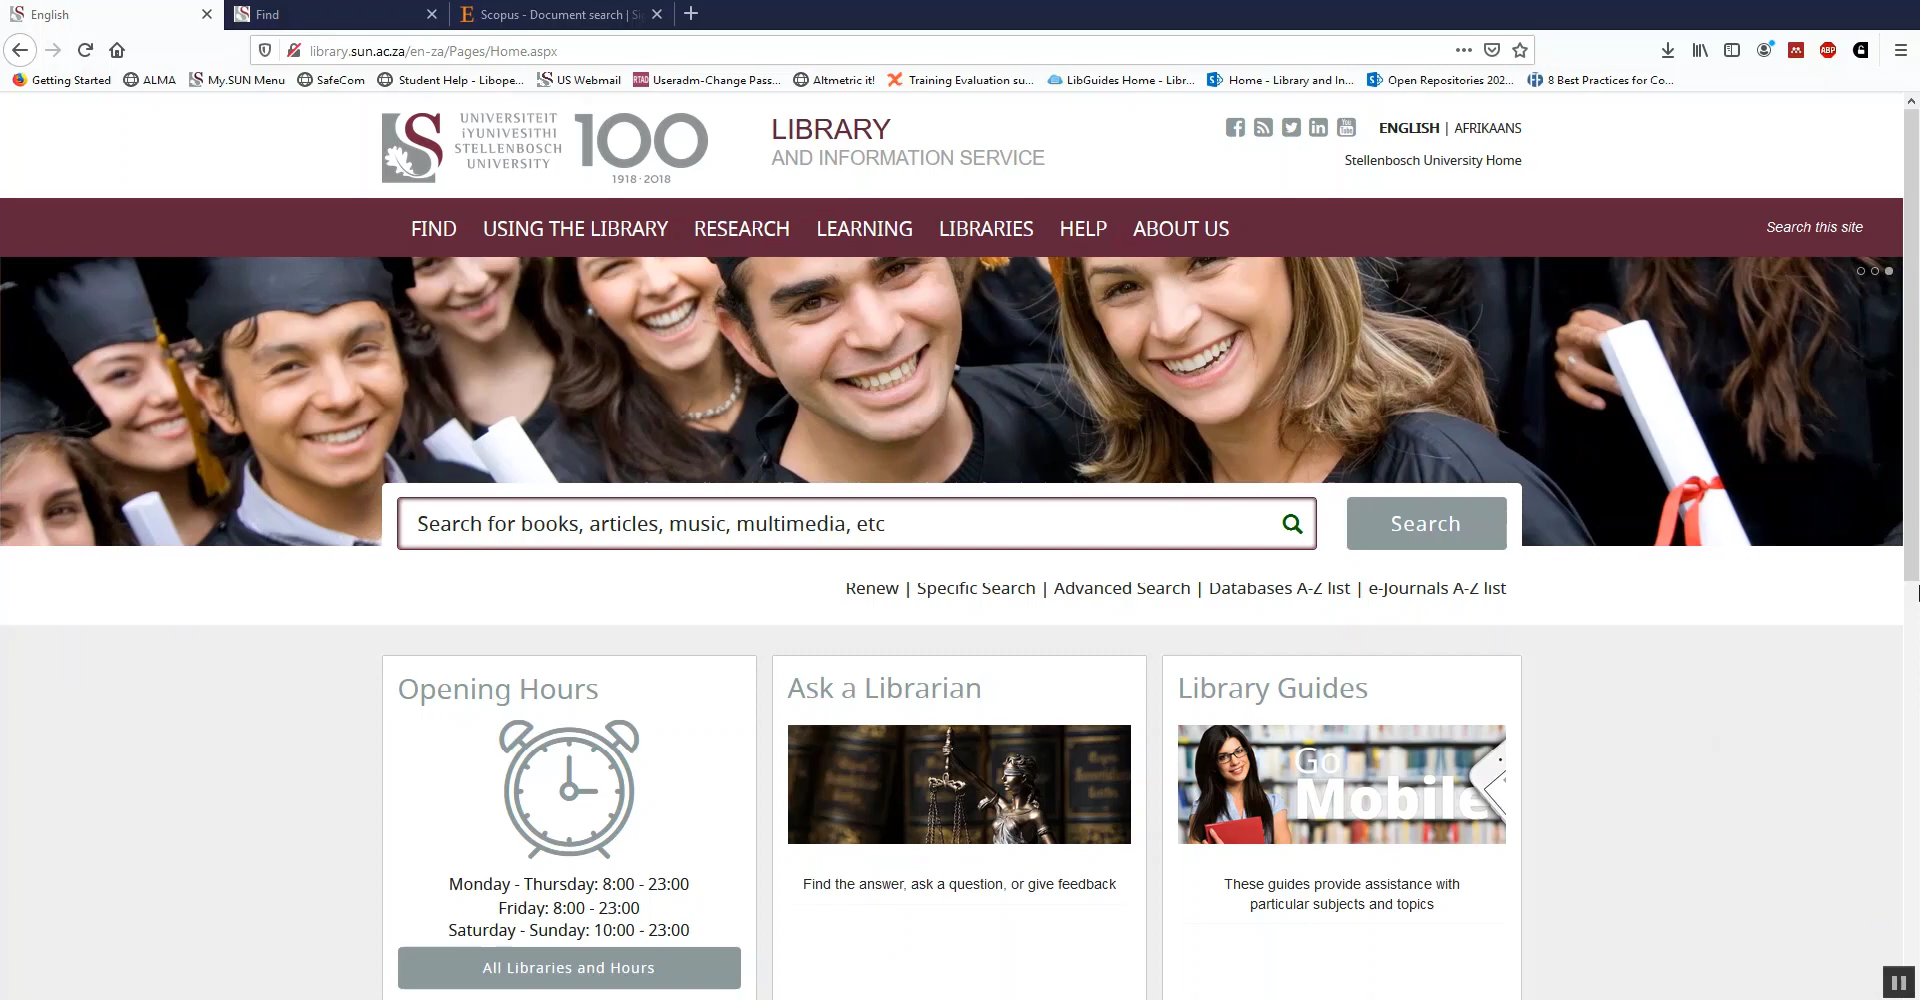 English
Find
Scopus - Document search | Si
library.sun.ac.za/en-za/Pages/Home.aspx
Getting Started
ALMA
My.SUN Menu
SafeCom
Student Help - Libope...
US Webmail
Useradm-Change Pass...
Altmetric it!
Training Evaluation su...
LibGuides Home - Libr...
Home - Library and In...
Open Repositories 202...
8 Best Practices for Co...
UNIVERSITEIT
iYUNIVESITHI
STELLENBOSCH
UNIVERSITY
100
1918·2018
LIBRARY
AND INFORMATION SERVICE
ENGLISH | AFRIKAANS
Stellenbosch University Home
FIND USING THE LIBRARY RESEARCH LEARNING LIBRARIES HELP ABOUT US
Search this site
Search for books, articles, music, multimedia, etc
Search
Renew | Specific Search | Advanced Search | Databases A-Z list | e-Journals A-Z list
Opening Hours
Monday - Thursday: 8:00 - 23:00
Friday: 8:00 - 23:00
Saturday - Sunday: 10:00 - 23:00
All Libraries and Hours
Ask a Librarian
Find the answer, ask a question, or give feedback
Library Guides
Go
Mobile
These guides provide assistance with
particular subjects and topics